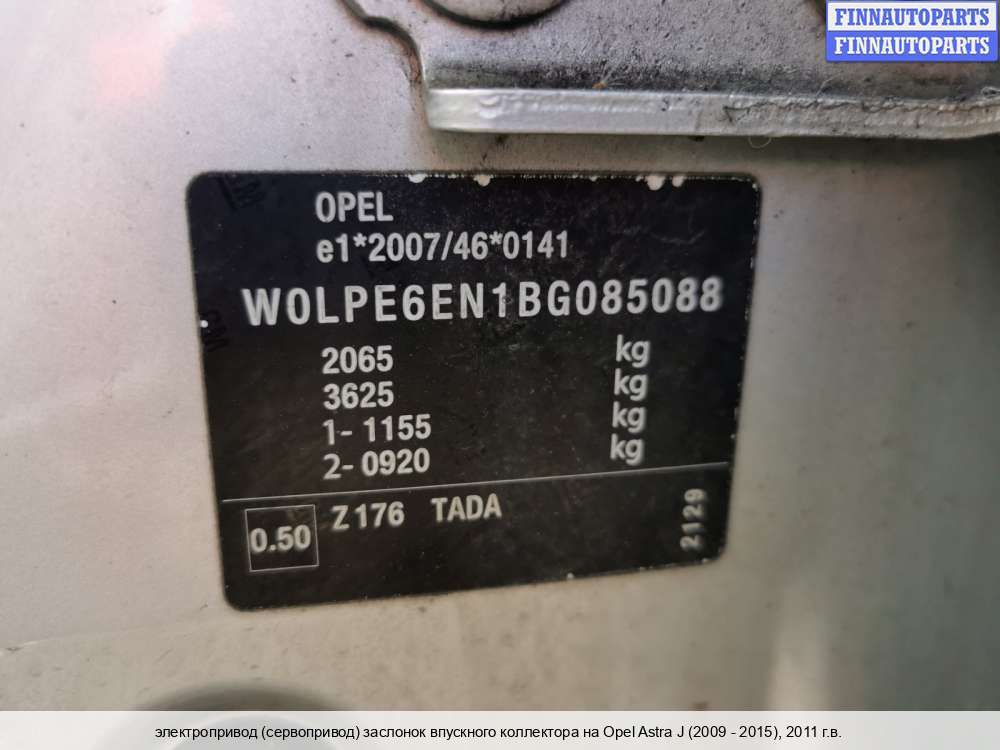 FINNAUTOPARTS
FINNAUTOPARTS
OPEL
e1*2007/46*0141
W0LPE6EN1BG085088
2065 kg
3625 kg
1- 1155 kg
2- 0920 kg
0.50 Z176 TADA
2129
электропривод (сервопривод) заслонок впускного коллектора на Opel Astra J (2009 - 2015), 2011 г.в.